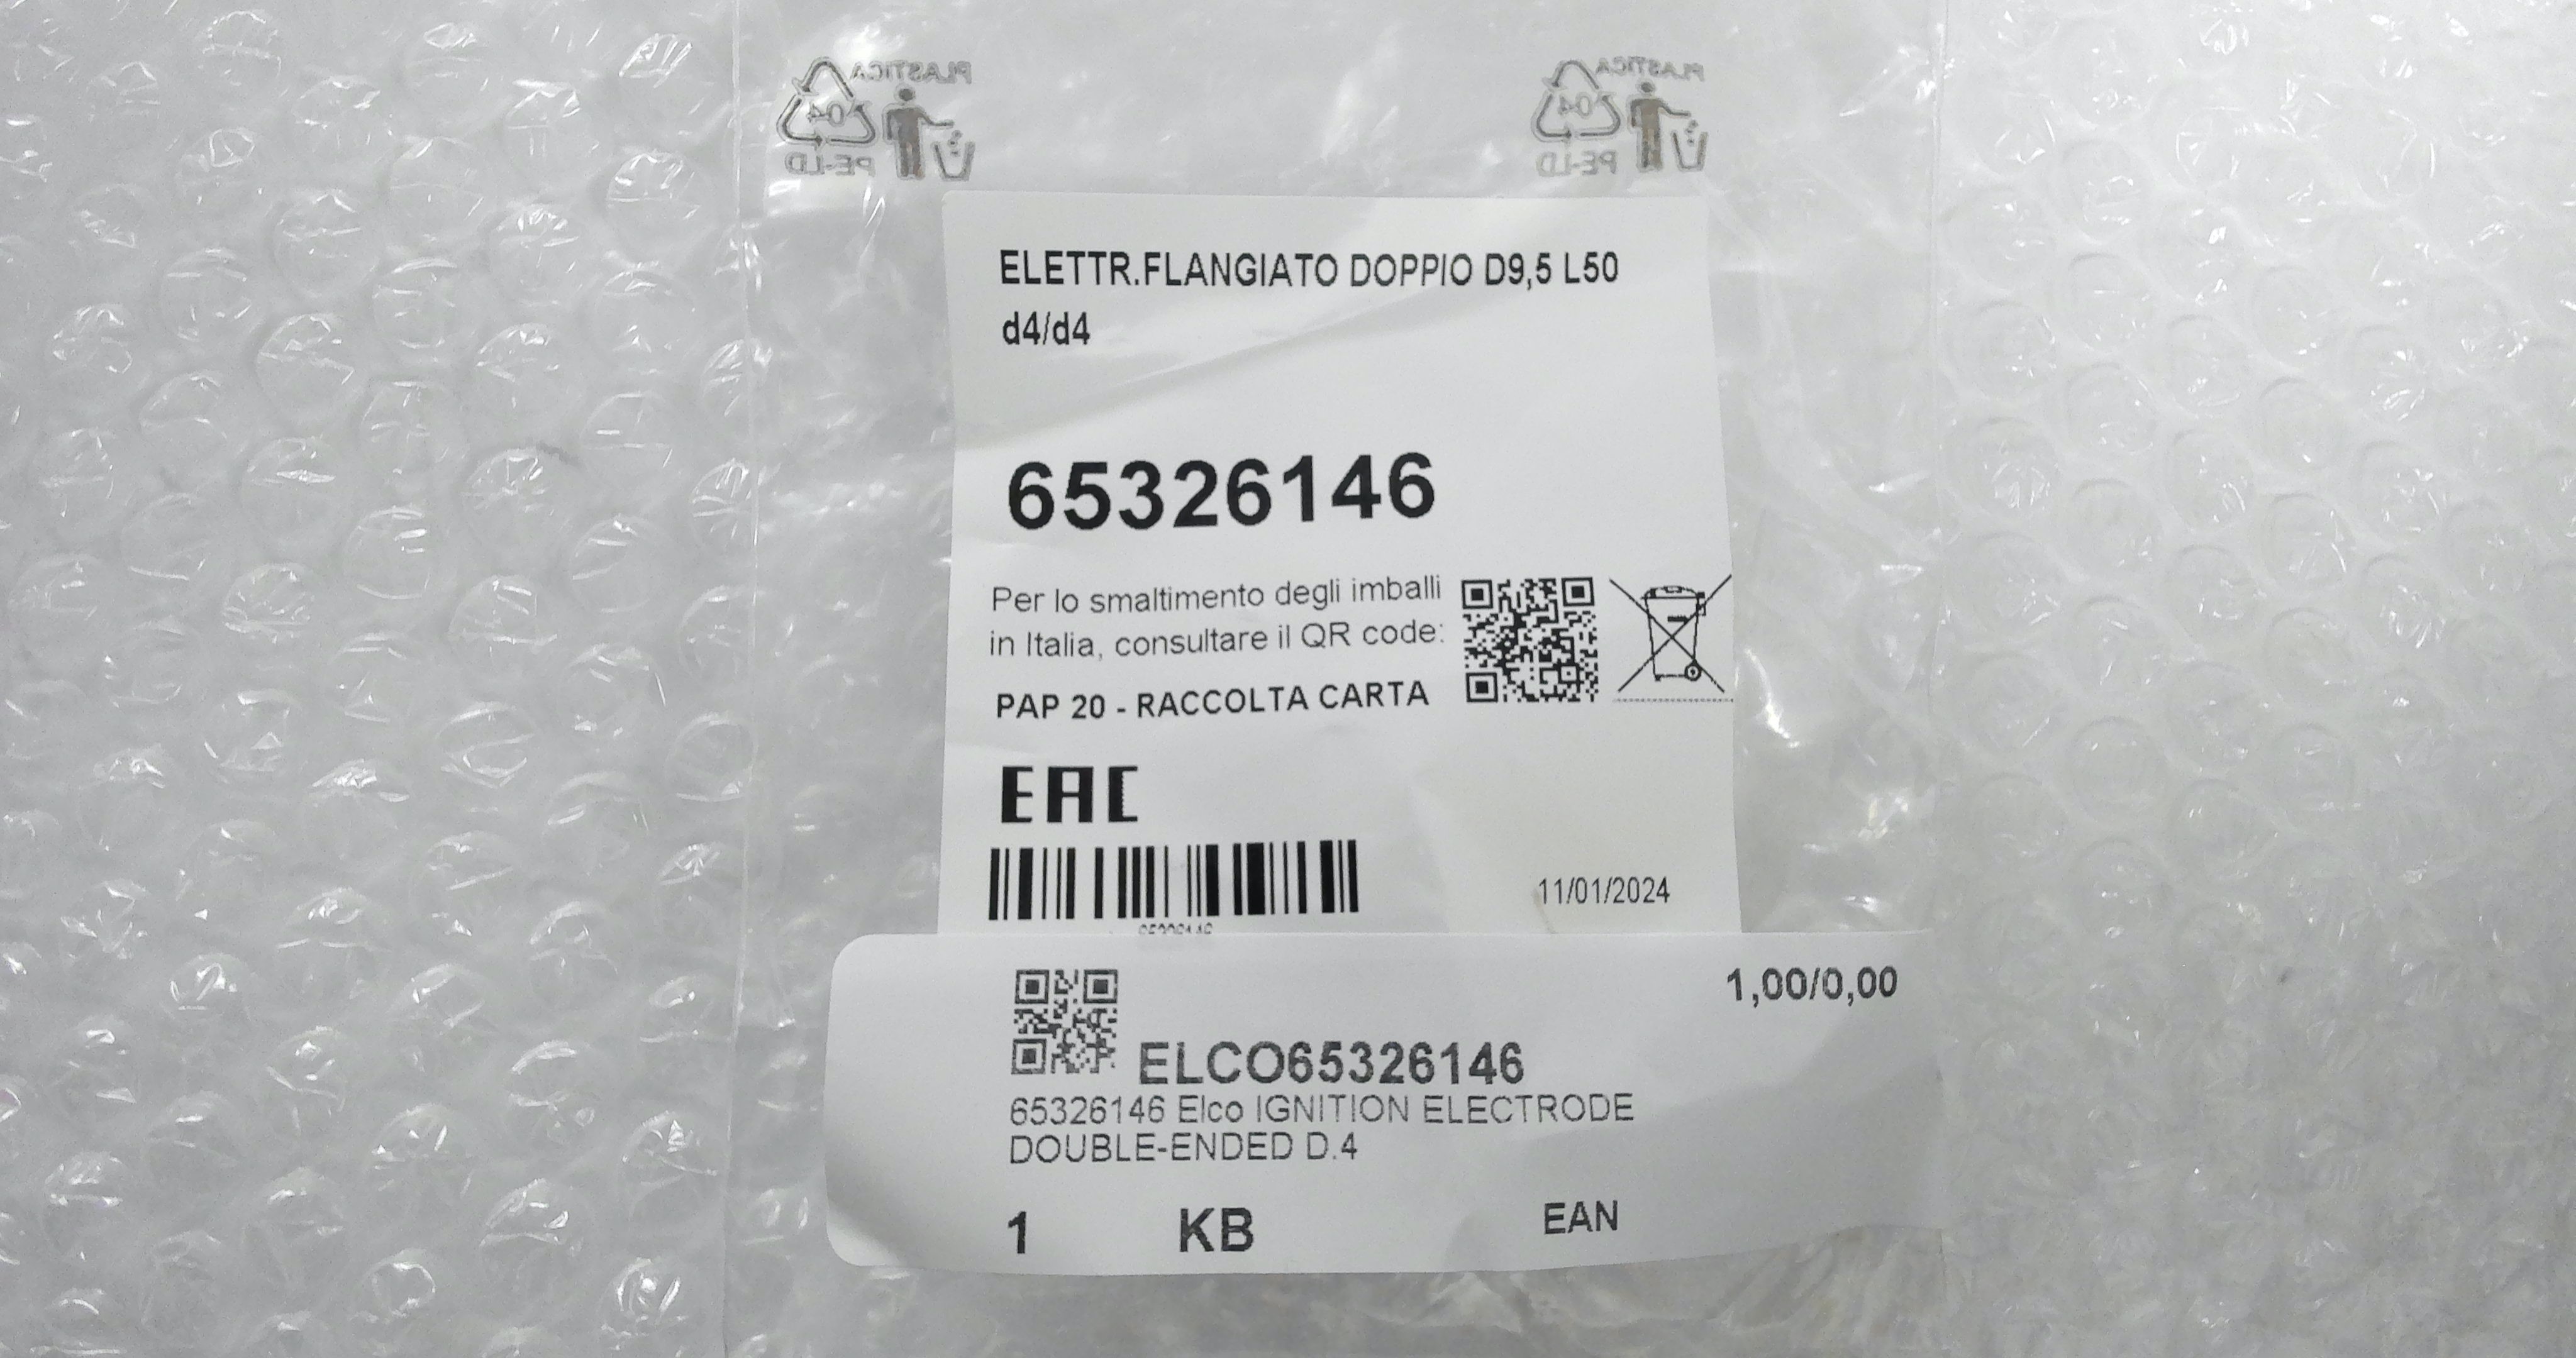 PLASTICA
04
PE-LD
PLASTICA
04
PE-LD
ELETTR.FLANGIATO DOPPIO D9,5 L50
d4/d4
65326146
Per lo smaltimento degli imballi
in Italia, consultare il QR code:
PAP 20 - RACCOLTA CARTA
EAC
65326146
11/01/2024
1,00/0,00
ELCO65326146
65326146 Elco IGNITION ELECTRODE
DOUBLE-ENDED D.4
1 KB EAN